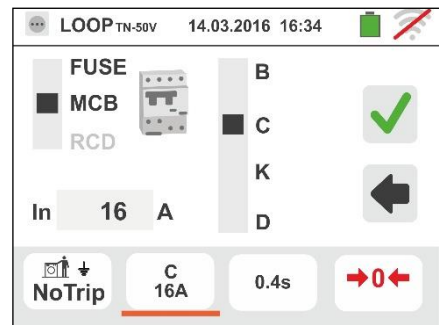 LOOP TN-50V 14.03.2016 16:34
FUSE
MCB
RCD
B
C
K
D
In 16 A
NoTrip
C
16A
0.4s
→0←